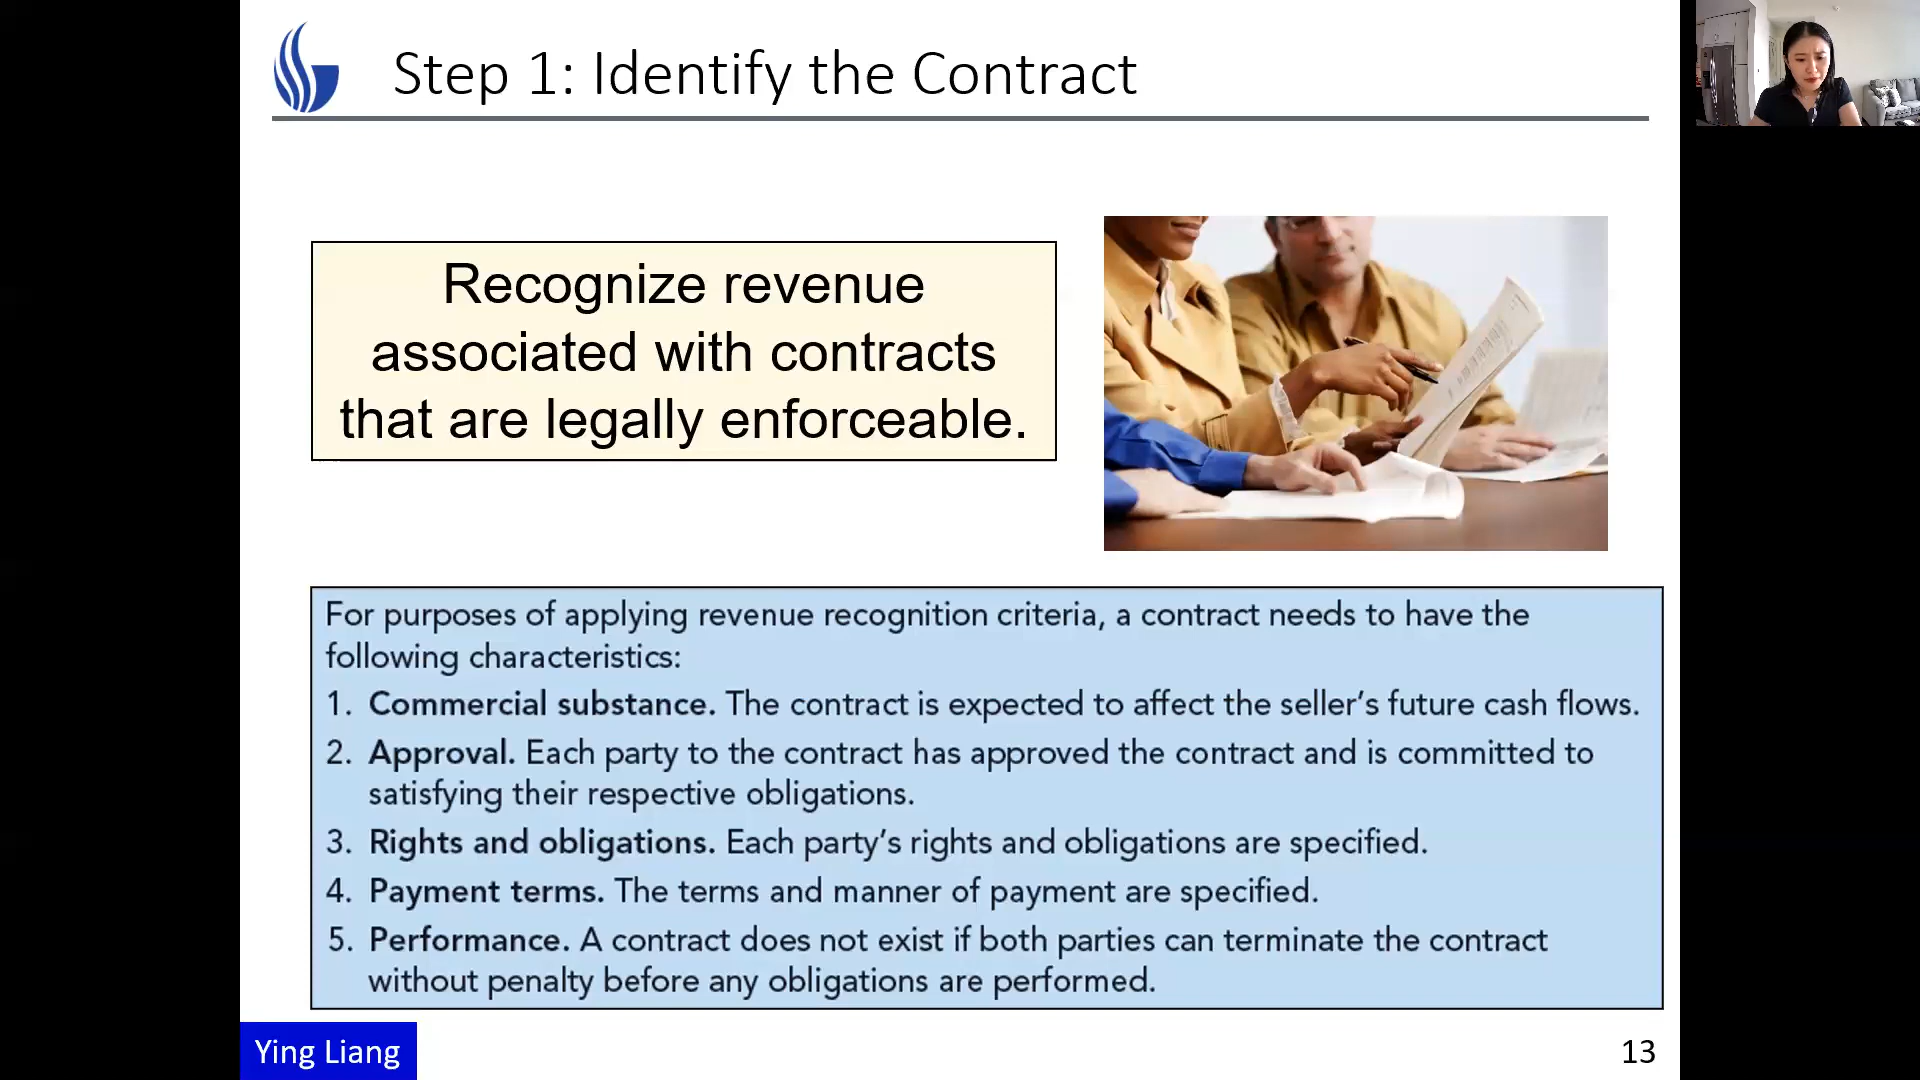 Step 1: Identify the Contract
Recognize revenue
associated with contracts
that are legally enforceable.
For purposes of applying revenue recognition criteria, a contract needs to have the
following characteristics:
1. Commercial substance. The contract is expected to affect the seller’s future cash flows.
2. Approval. Each party to the contract has approved the contract and is committed to
satisfying their respective obligations.
3. Rights and obligations. Each party’s rights and obligations are specified.
4. Payment terms. The terms and manner of payment are specified.
5. Performance. A contract does not exist if both parties can terminate the contract
without penalty before any obligations are performed.
Ying Liang
13